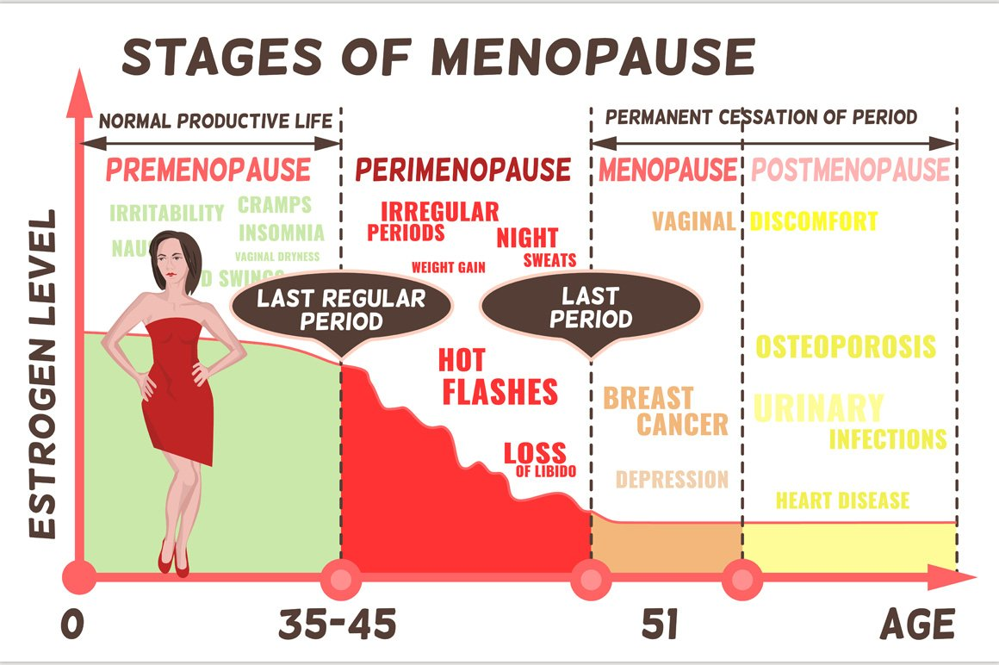 STAGES OF MENOPAUSE
NORMAL PRODUCTIVE LIFE
PERMANENT CESSATION OF PERIOD
PREMENOPAUSE
PERIMENOPAUSE
MENOPAUSE
POSTMENOPAUSE
IRRITABILITY
CRAMPS
INSOMNIA
VAGINAL DRYNESS
SWINGS
IRREGULAR
PERIODS
NIGHT
SWEATS
WEIGHT GAIN
VAGINAL DISCOMFORT
LAST REGULAR
PERIOD
LAST
PERIOD
HOT
FLASHES
LOSS
OF LIBIDO
BREAST
CANCER
DEPRESSION
OSTEOPOROSIS
URINARY
INFECTIONS
HEART DISEASE
ESTROGEN LEVEL
0
35-45
51
AGE